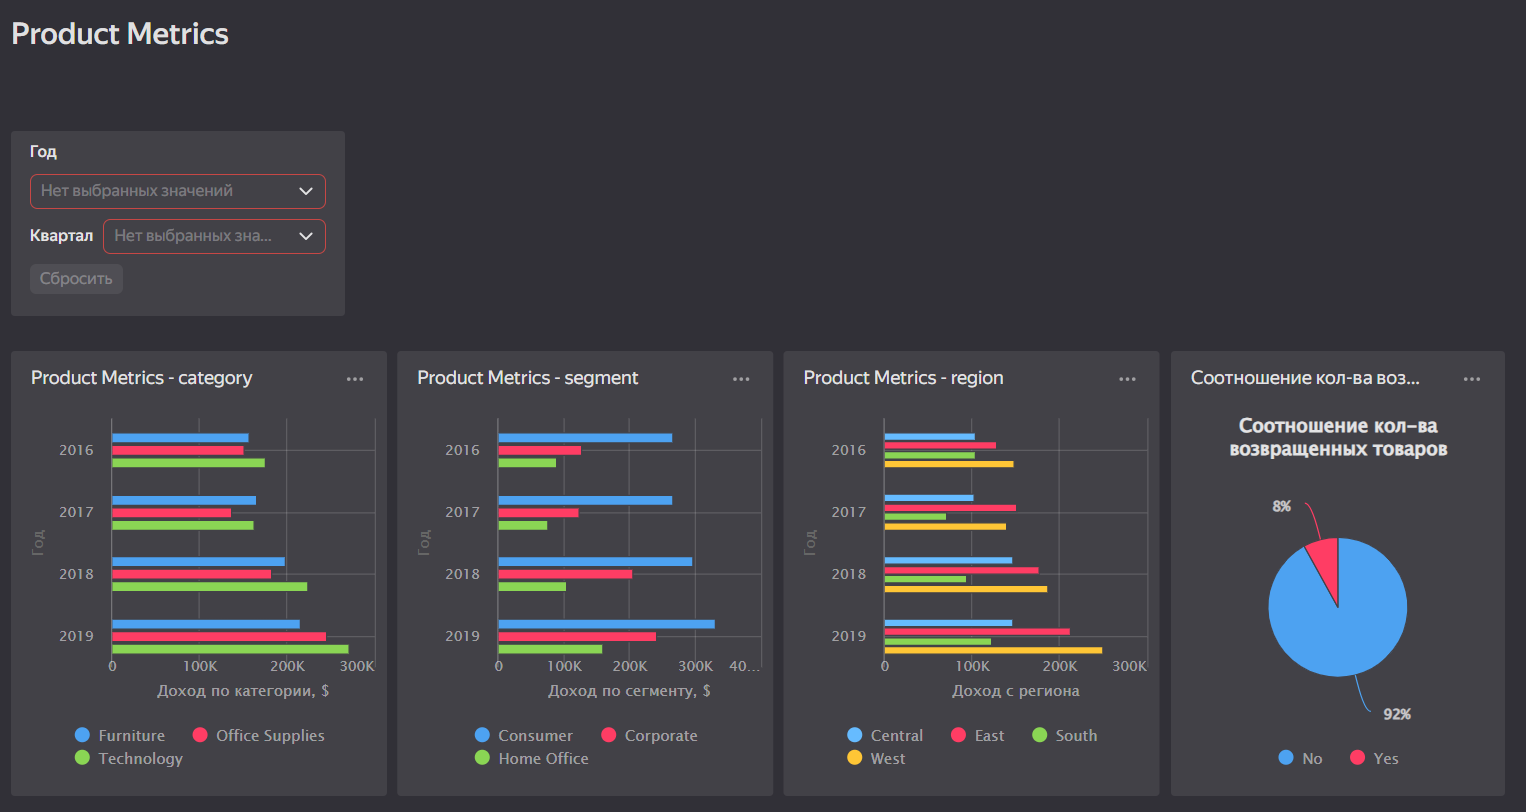 Product Metrics
Год
Нет выбранных значений
Квартал Нет выбранных зна...
Сбросить
Product Metrics - category
2016
2017
2018
2019
Год
0 100K 200K 300K
Доход по категории, $
Furniture Office Supplies
Technology
Product Metrics - segment
2016
2017
2018
2019
Год
0 100K 200K 300K 40...
Доход по сегменту, $
Consumer Corporate
Home Office
Product Metrics - region
2016
2017
2018
2019
Год
0 100K 200K 300K
Доход с региона
Central East South
West
Соотношение кол-ва воз...
Соотношение кол-ва
возвращенных товаров
8%
92%
No Yes